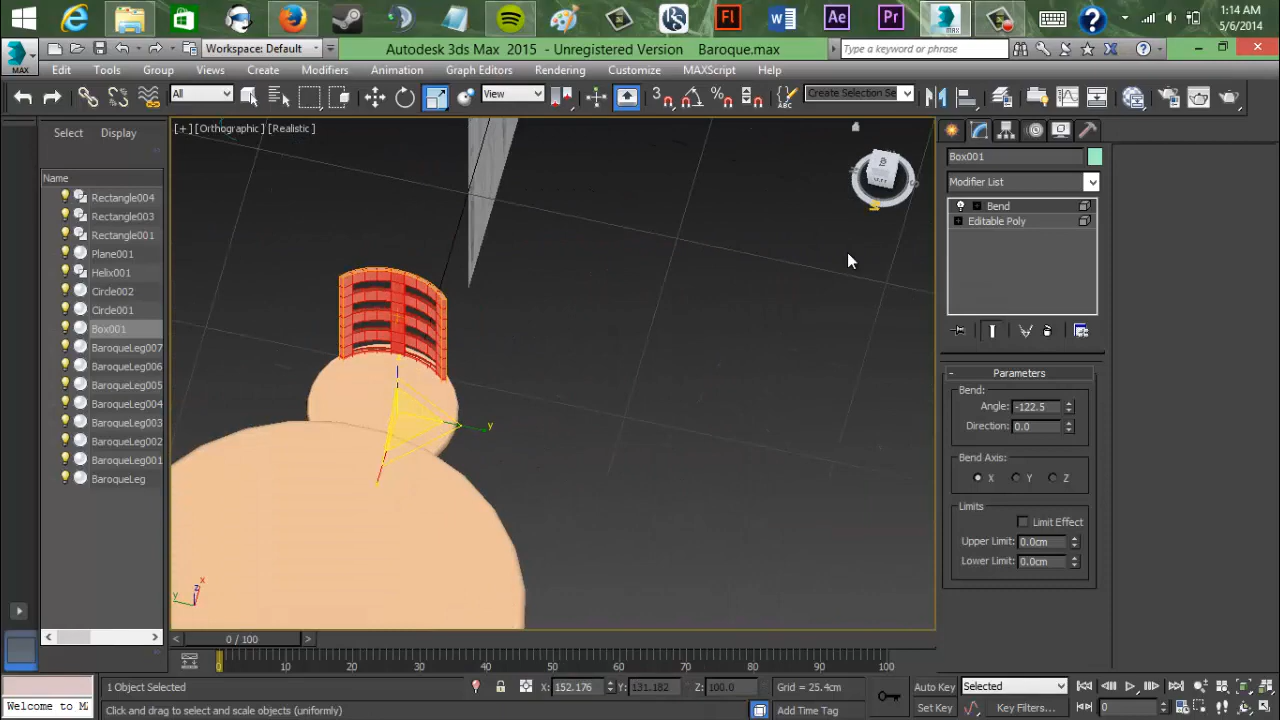 1:14 AM
5/6/2014
Workspace: Default
Autodesk 3ds Max 2015 - Unregistered Version Baroque.max
Type a keyword or phrase
MAX
Edit Tools Group Views Create Modifiers Animation Graph Editors Rendering Customize MAXScript Help
All View Create Selection Se
Select Display
[+] [Orthographic] [Realistic]
Name
Rectangle004
Rectangle003
Rectangle001
Plane001
Helix001
Circle002
Circle001
Box001
BaroqueLeg007
BaroqueLeg006
BaroqueLeg005
BaroqueLeg004
BaroqueLeg003
BaroqueLeg002
BaroqueLeg001
BaroqueLeg
y
x
z
y
Box001
Modifier List
Bend
Editable Poly
- Parameters
Bend:
Angle: -122.5
Direction: 0.0
Bend Axis:
X Y Z
Limits
Limit Effect
Upper Limit: 0.0cm
Lower Limit: 0.0cm
< 0 / 100 >
0 10 20 30 40 50 60 70 80 90 100
1 Object Selected X: 152.176 Y: 131.182 Z: 100.0 Grid = 25.4cm Auto Key Selected
Welcome to M
Click and drag to select and scale objects (uniformly) Add Time Tag Set Key Key Filters... 0